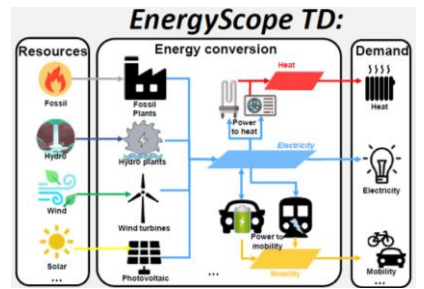 EnergyScope TD:
Resources
Energy conversion
Demand
Fossil
Fossil
Plants
Heat
Power
to heat
Heat
Hydro
Hydro plants
Electricity
Electricity
Wind
Wind turbines
Power to
mobility
Solar
Photovoltaic
Mobility
Mobility
...
...
...